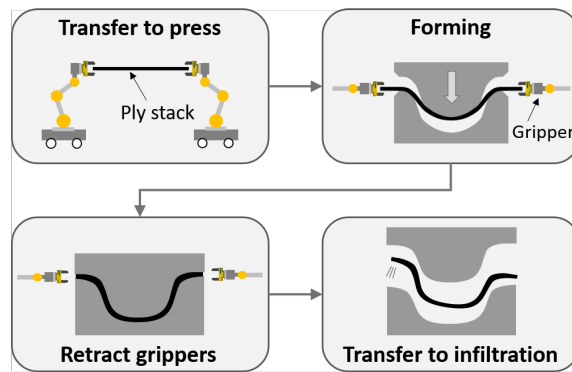 Transfer to press
Ply stack
Forming
Gripper
Retract grippers
Transfer to infiltration